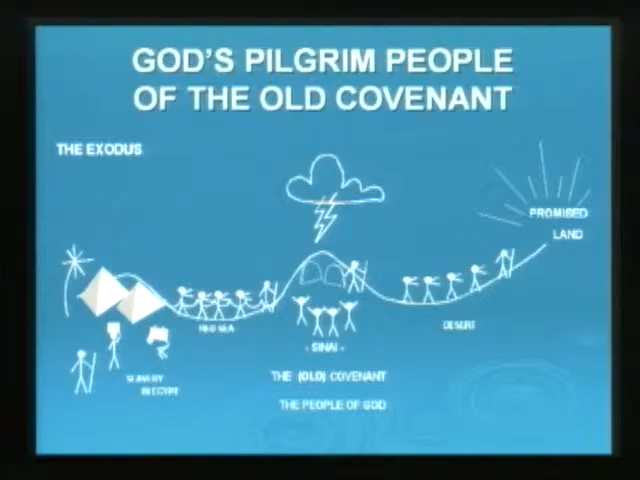 GOD'S PILGRIM PEOPLE
OF THE OLD COVENANT
THE EXODUS
PROMISED
LAND
RED SEA
DESERT
- SINAI -
SLAVERY
IN EGYPT
THE (OLD) COVENANT
THE PEOPLE OF GOD